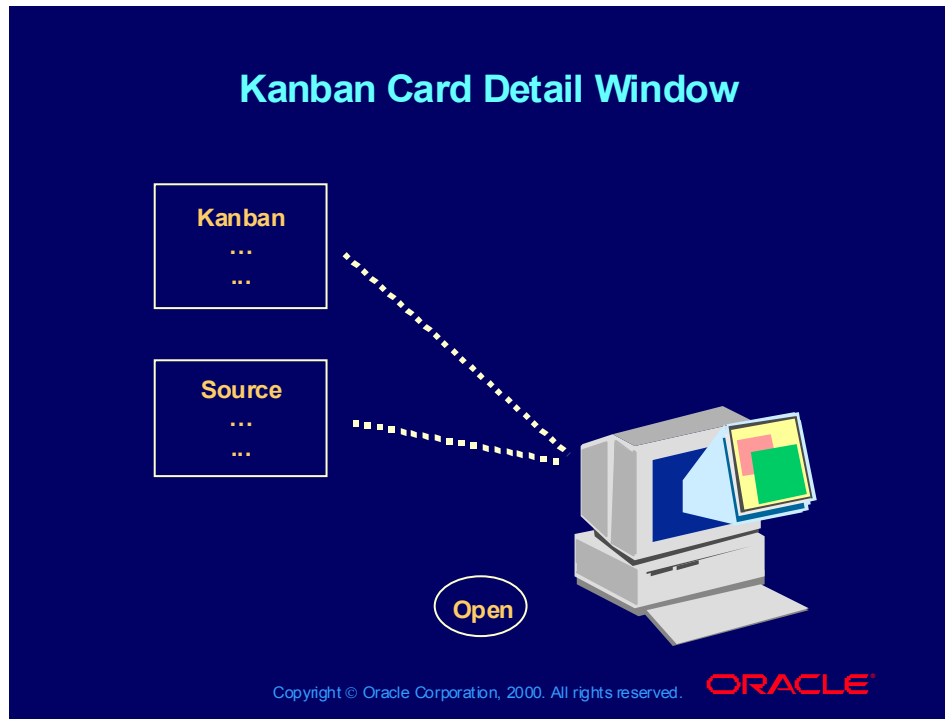 Kanban Card Detail Window
Kanban
…
...
Source
…
...
Open
Copyright © Oracle Corporation, 2000. All rights reserved.
ORACLE®